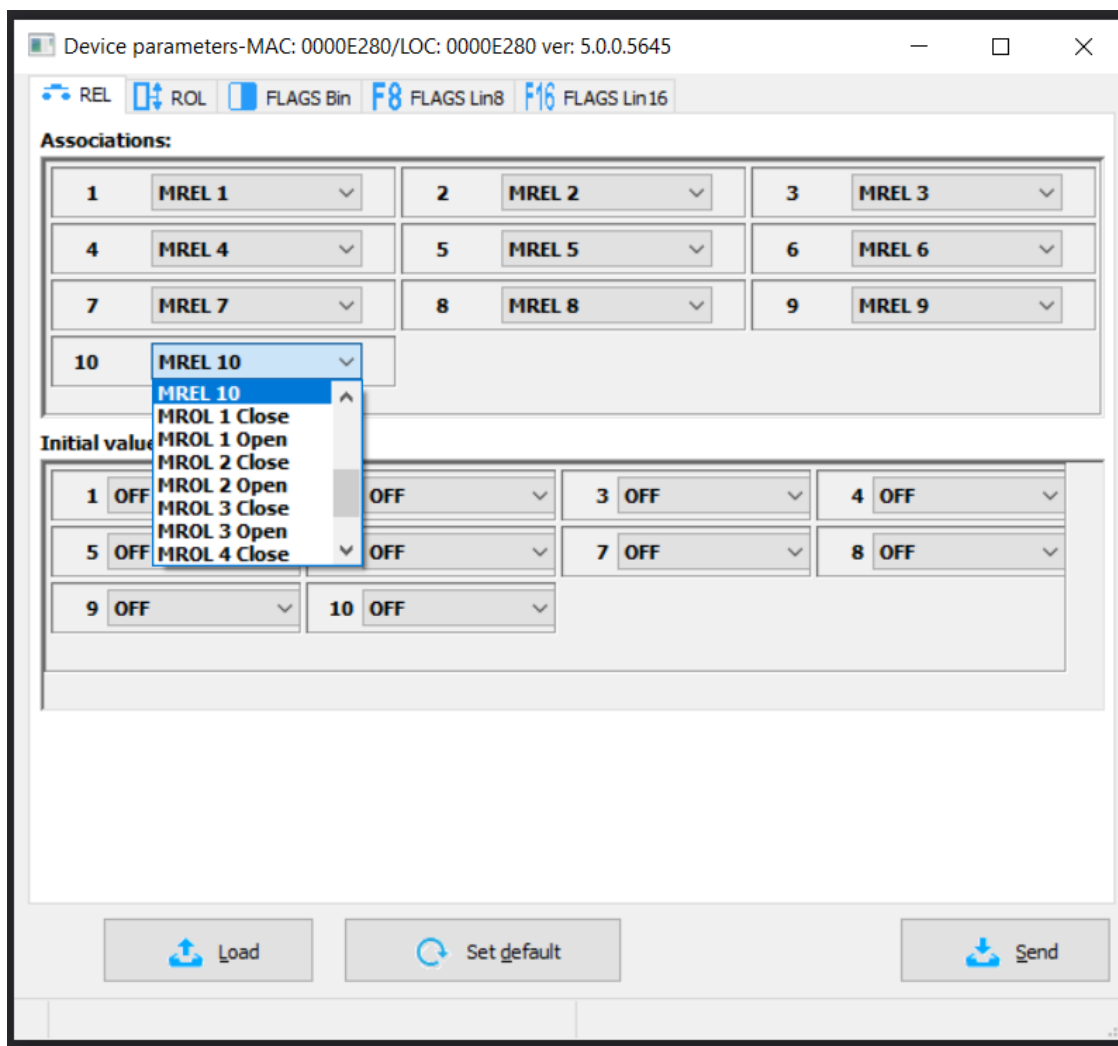 Device parameters-MAC: 0000E280/LOC: 0000E280 ver: 5.0.0.5645
REL ROL FLAGS Bin F8 FLAGS Lin8 F16 FLAGS Lin16
Associations:
1 MREL 1 2 MREL 2 3 MREL 3
4 MREL 4 5 MREL 5 6 MREL 6
7 MREL 7 8 MREL 8 9 MREL 9
10 MREL 10
MREL 10
MROL 1 Close
MROL 1 Open
MROL 2 Close
MROL 2 Open
MROL 3 Close
MROL 3 Open
MROL 4 Close
Initial
1 OFF OFF 3 OFF 4 OFF
5 OFF OFF 7 OFF 8 OFF
9 OFF 10 OFF
Load Set default Send